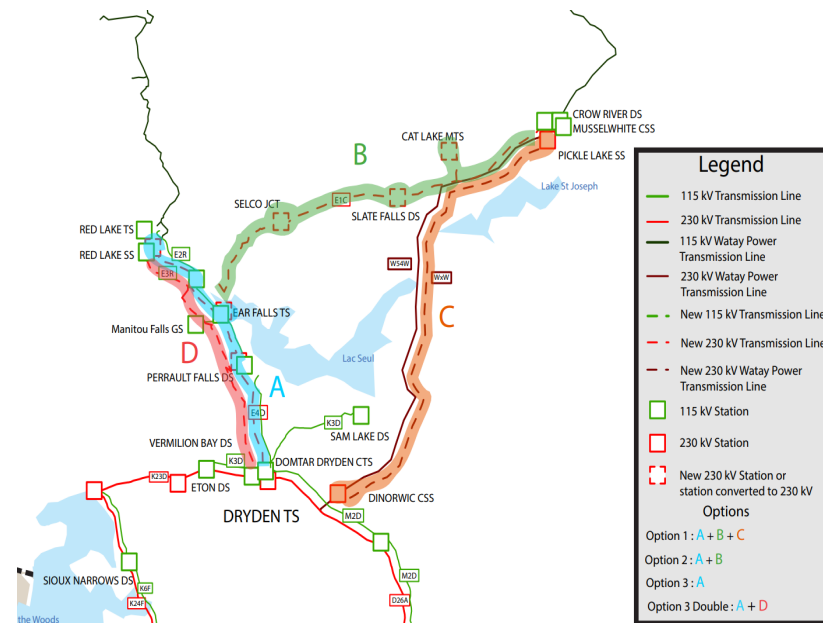 CROW RIVER DS
MUSSELWHITE CSS
CAT LAKE MTS
B
PICKLE LAKE SS
Lake St Joseph
E1C
SELCO JCT
SLATE FALLS DS
RED LAKE TS
RED LAKE SS
E2R
E3R
W54W
WxW
EAR FALLS TS
Manitou Falls GS
C
D
Lac Seul
PERRAULT FALLS DS
A
E4D
K3D
SAM LAKE DS
VERMILION BAY DS
K3D
DOMTAR DRYDEN CTS
K23D
ETON DS
DINORWIC CSS
DRYDEN TS
M2D
SIOUX NARROWS DS
K6F
M2D
K24F
D26A
the Woods
Legend
115 kV Transmission Line
230 kV Transmission Line
115 kV Watay Power
Transmission Line
230 kV Watay Power
Transmission Line
New 115 kV Transmission Line
New 230 kV Transmission Line
New 230 kV Watay Power
Transmission Line
115 kV Station
230 kV Station
New 230 kV Station or
station converted to 230 kV
Options
Option 1 : A + B + C
Option 2 : A + B
Option 3 : A
Option 3 Double : A + D